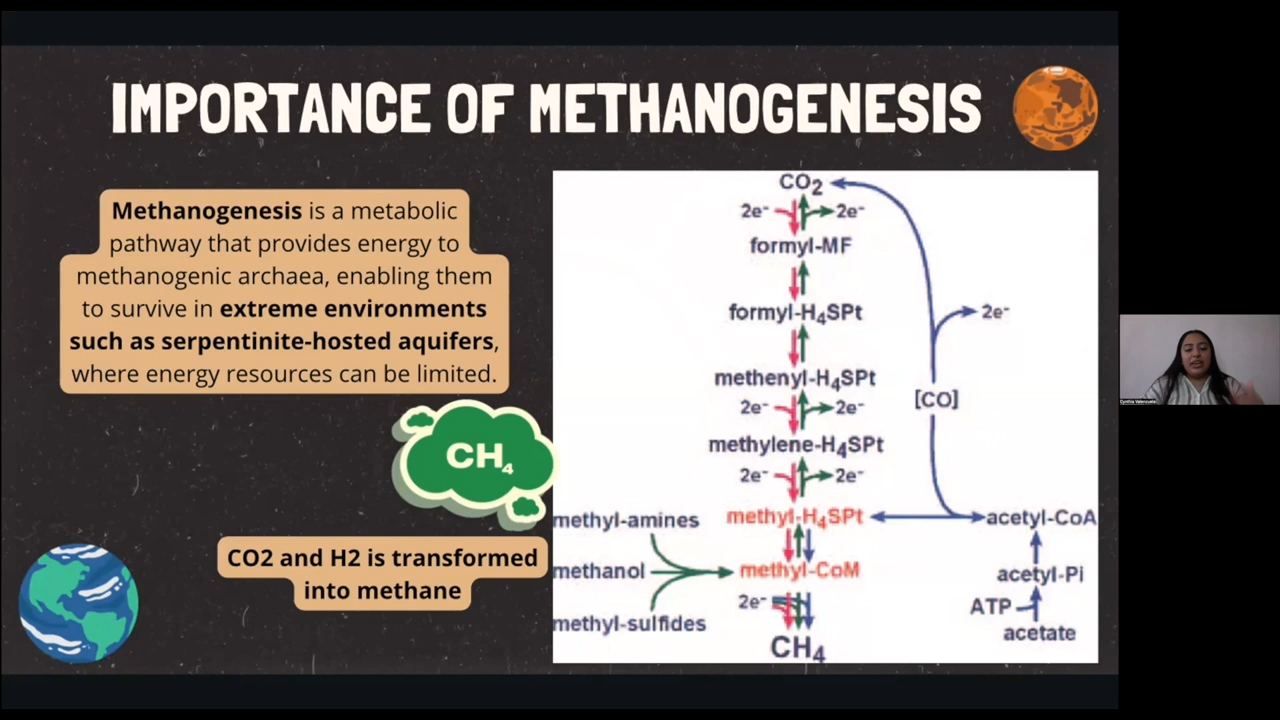 IMPORTANCE OF METHANOGENESIS
Methanogenesis is a metabolic
pathway that provides energy to
methanogenic archaea, enabling them
to survive in extreme environments
such as serpentinite-hosted aquifers,
where energy resources can be limited.
CH₄
CO2 and H2 is transformed
into methane
CO₂
2e⁻ 2e⁻
formyl-MF
formyl-H₄SPt
2e⁻
methenyl-H₄SPt
[CO]
2e⁻ 2e⁻
methylene-H₄SPt
2e⁻ 2e⁻
methyl-amines
methyl-H₄SPt
acetyl-CoA
methanol
methyl-CoM
acetyl-Pi
2e⁻
ATP
methyl-sulfides
acetate
CH₄
Cynthia Valenzuela